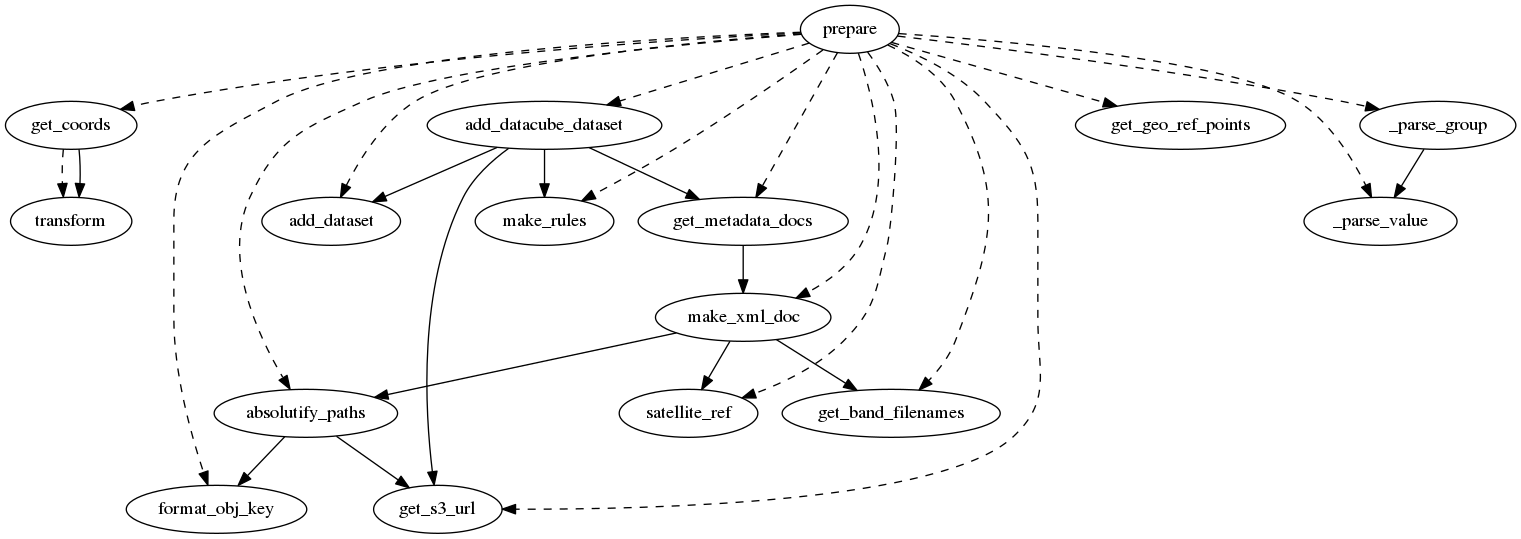 prepare
get_coords
add_datacube_dataset
get_geo_ref_points
_parse_group
transform
add_dataset
make_rules
get_metadata_docs
_parse_value
make_xml_doc
absolutify_paths
satellite_ref
get_band_filenames
format_obj_key
get_s3_url